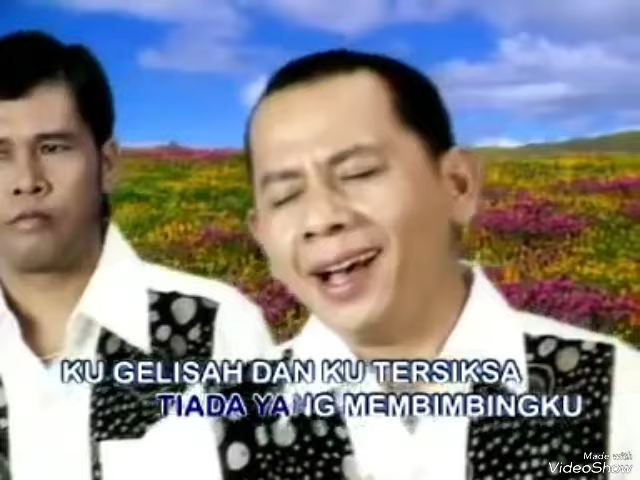 KU GELISAH DAN KU TERSIKSA
TIADA YANG MEMBIMBINGKU
Made with
VideoShow